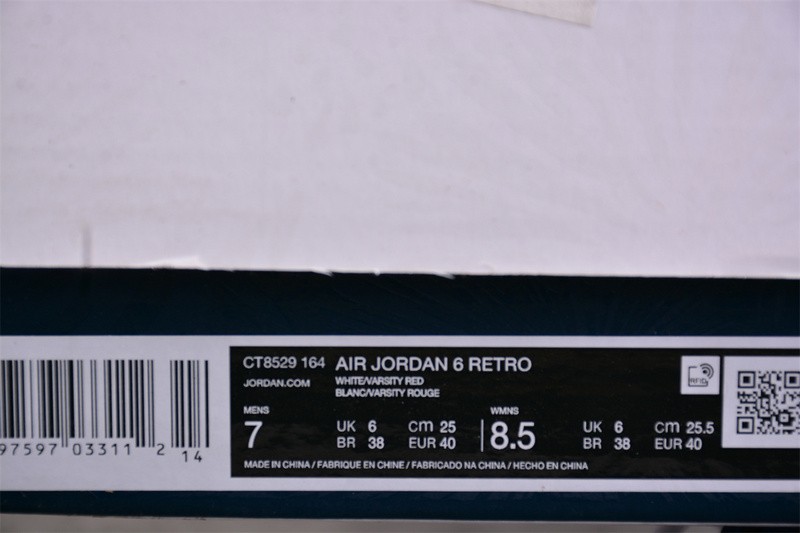 CT8529 164 AIR JORDAN 6 RETRO
JORDAN.COM
WHITE/VARSITY RED
BLANC/VARSITY ROUGE
RFID
MENS
7
UK 6 CM 25
BR 38 EUR 40
WMNS
8.5
UK 6 CM 25.5
BR 38 EUR 40
MADE IN CHINA / FABRIQUE EN CHINE / FABRICADO NA CHINA / HECHO EN CHINA
97597 03311 2
14